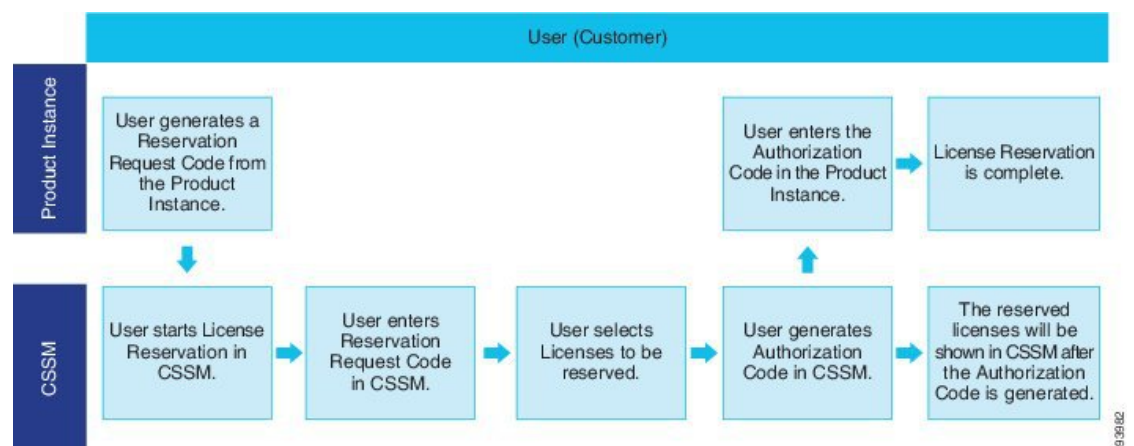 User (Customer)
Product Instance
User generates a
Reservation
Request Code from
the Product
Instance.
User enters the
Authorization
Code in the Product
Instance.
License Reservation
is complete.
CSSM
User starts License
Reservation in
CSSM.
User enters
Reservation
Request Code
in CSSM.
User selects
Licenses to be
reserved.
User generates
Authorization
Code in CSSM.
The reserved
licenses will be
shown in CSSM after
the Authorization
Code is generated.